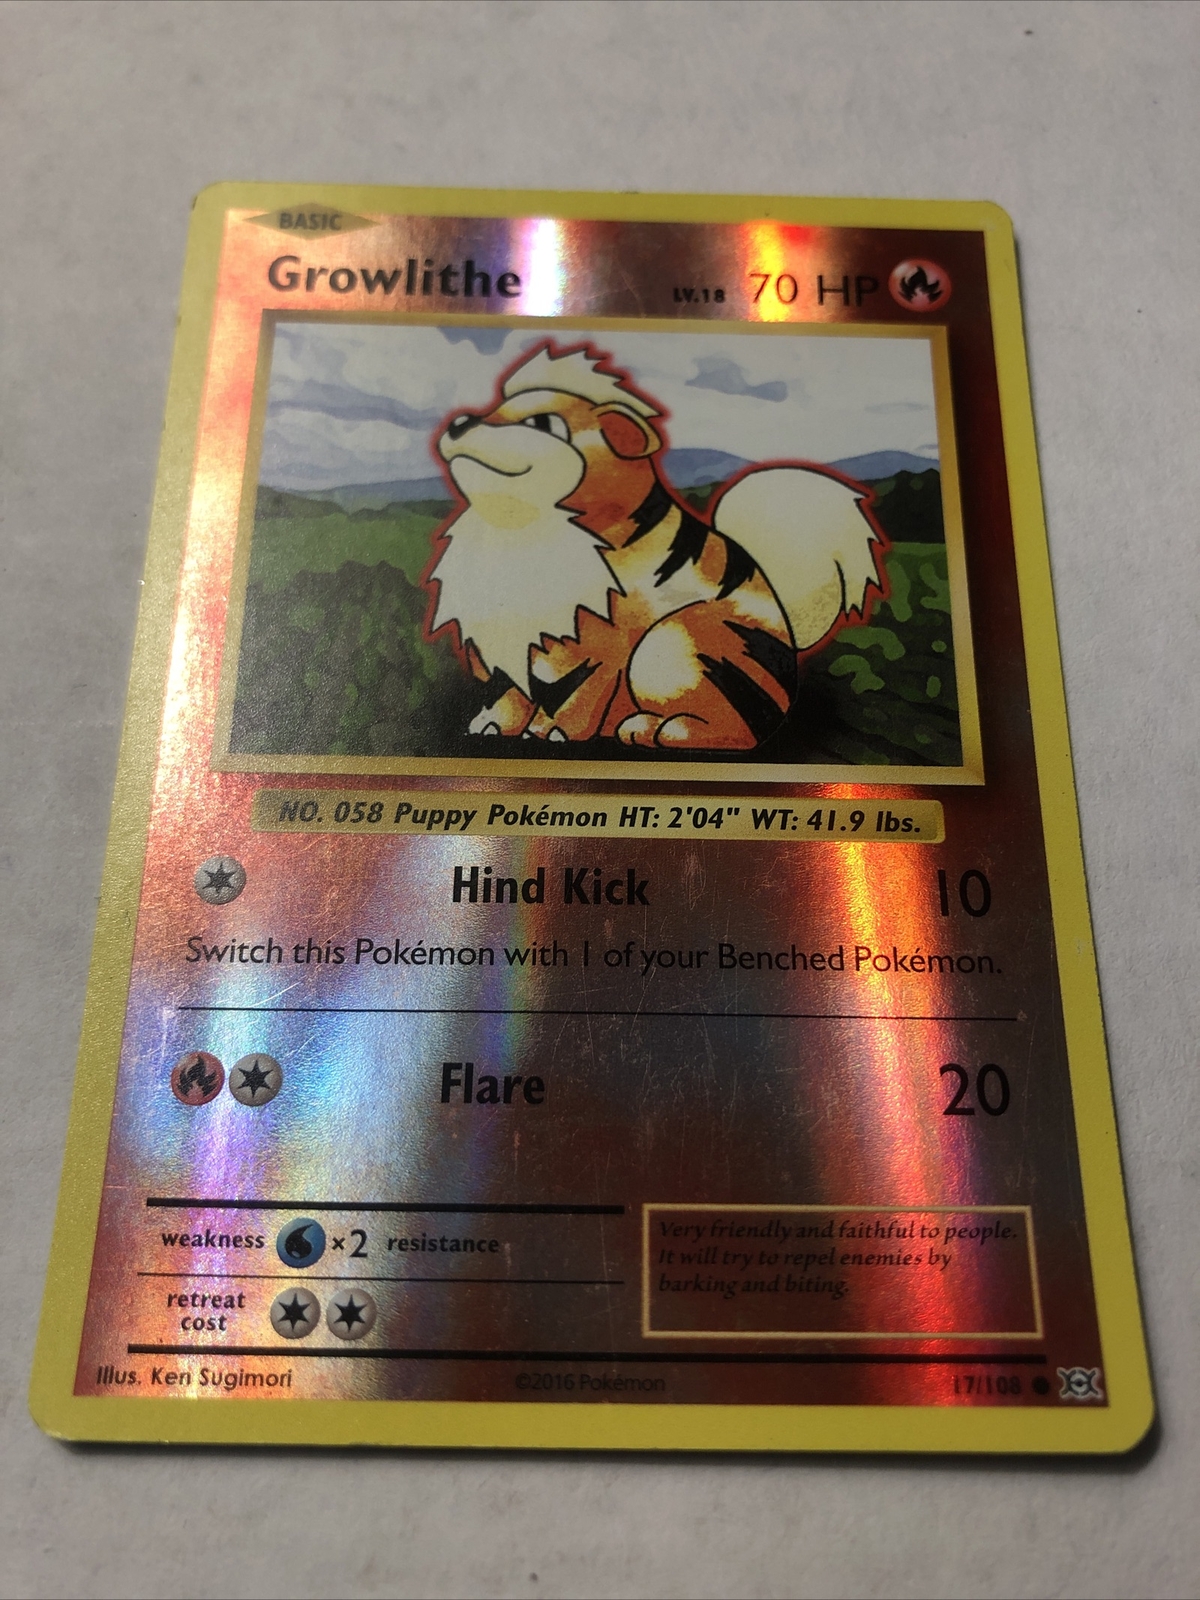 BASIC
Growlithe LV.18 70 HP
NO. 058 Puppy Pokémon HT: 2'04" WT: 41.9 lbs.
Hind Kick 10
Switch this Pokémon with 1 of your Benched Pokémon.
Flare 20
weakness ×2 resistance
retreat
cost
Very friendly and faithful to people.
It will try to repel enemies by
barking and biting.
Illus. Ken Sugimori ©2016 Pokémon 17/108